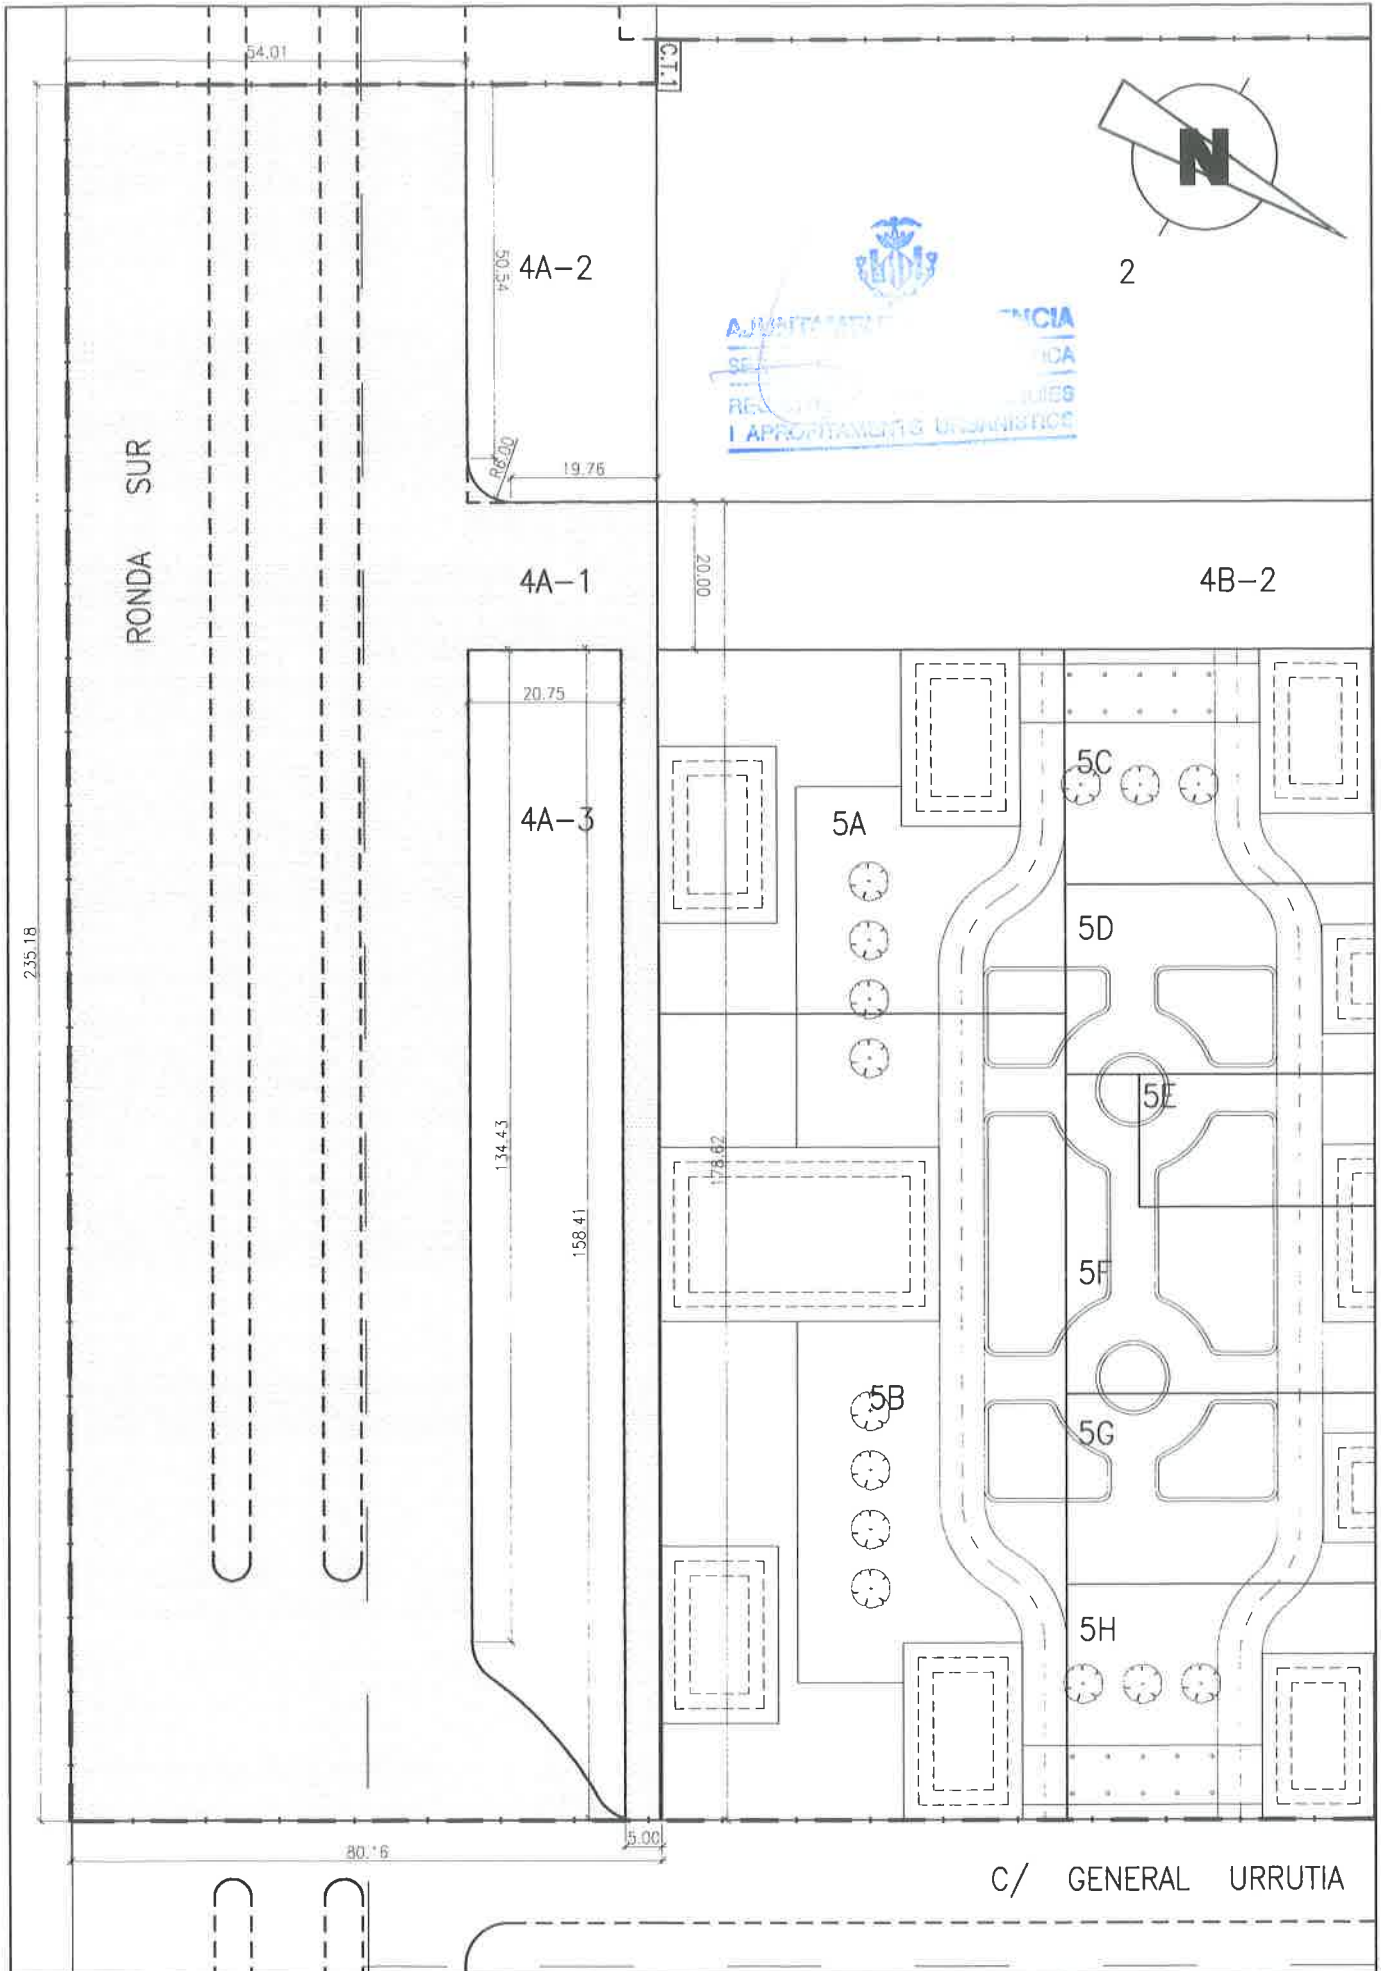 54.01
C.T.1
N
50.54
4A-2
2
APROFITAMENTS
I
R6.00
19.76
RONDA SUR
4A-1
20.00
4B-2
20.75
5C
4A-3
5A
5D
235.18
5E
134.43
178.62
158.41
5F
5B
5G
5H
5.00
80.16
C/ GENERAL URRUTIA